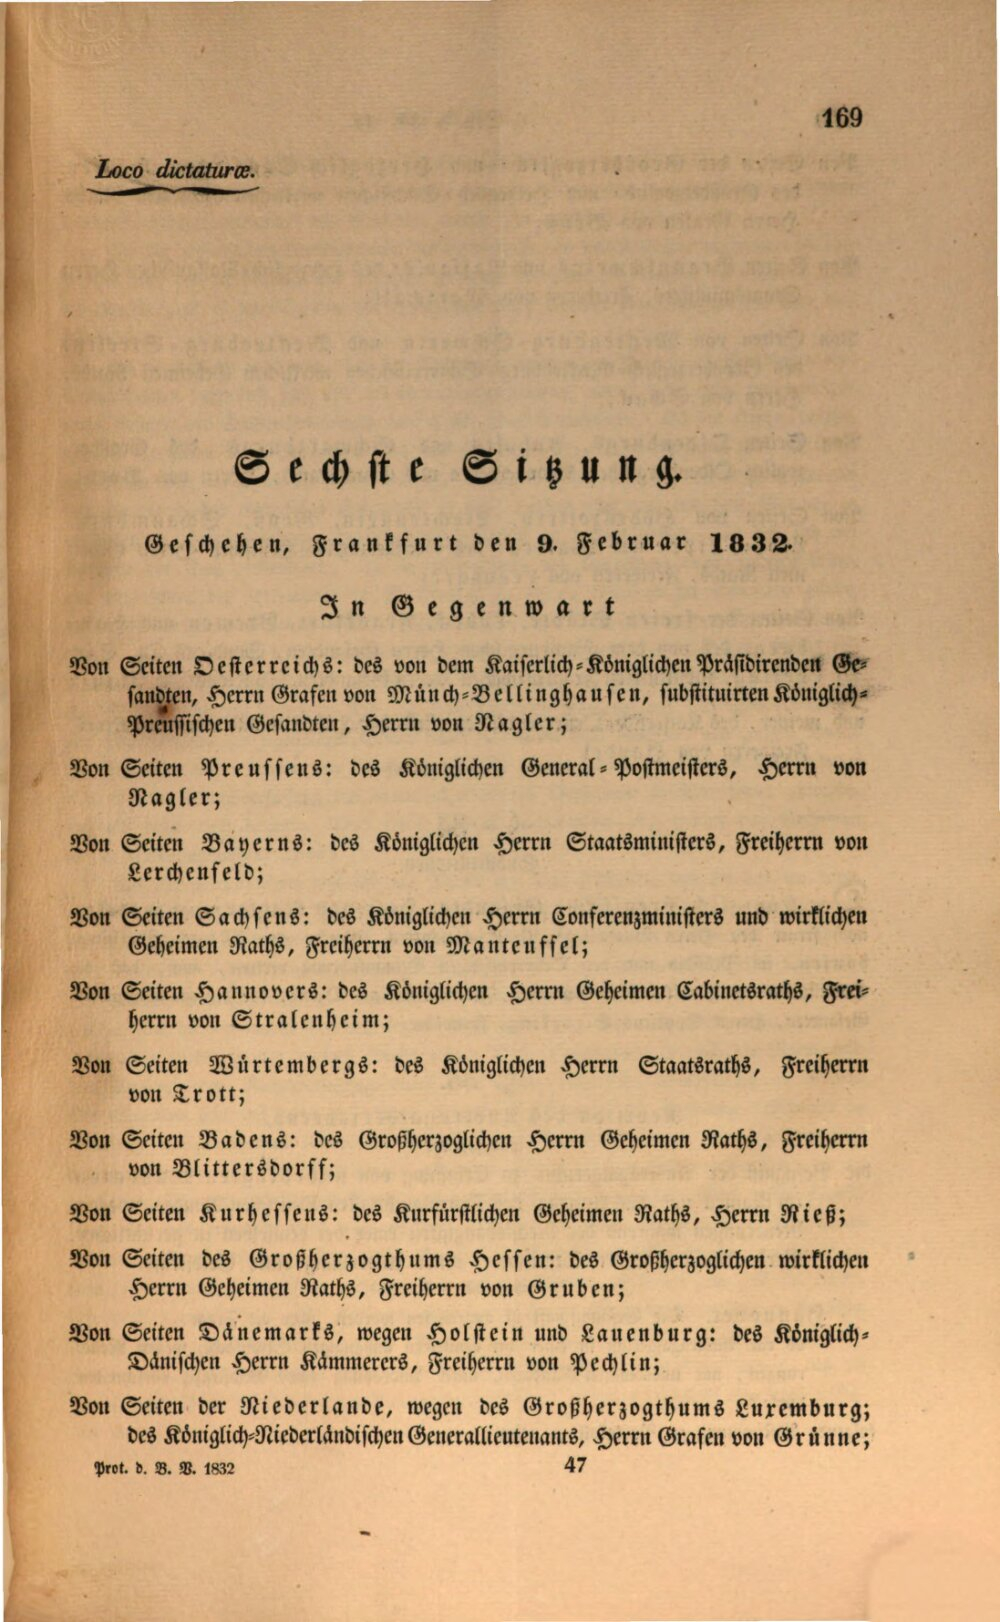 169
Loco dictaturæ.
Sechste Sitzung.
Geschehen, Frankfurt den 9. Februar 1832.
In Gegenwart
Von Seiten Oesterreichs: des von dem Kaiserlich-Königlichen Präsidirenden Ge-
sandten, Herrn Grafen von Münch-Bellinghausen, substituirten Königlich-
Preussischen Gesandten, Herrn von Nagler;
Von Seiten Preussens: des Königlichen General-Postmeisters, Herrn von
Nagler;
Von Seiten Bayerns: des Königlichen Herrn Staatsministers, Freiherrn von
Lerchenfeld;
Von Seiten Sachsens: des Königlichen Herrn Conferenzministers und wirklichen
Geheimen Raths, Freiherrn von Manteuffel;
Von Seiten Hannovers: des Königlichen Herrn Geheimen Cabinetsraths, Frei-
herrn von Stralenheim;
Von Seiten Würtembergs: des Königlichen Herrn Staatsraths, Freiherrn
von Trott;
Von Seiten Badens: des Großherzoglichen Herrn Geheimen Raths, Freiherrn
von Blittersdorff;
Von Seiten Kurhessens: des Kurfürstlichen Geheimen Raths, Herrn Rieß;
Von Seiten des Großherzogthums Hessen: des Großherzoglichen wirklichen
Herrn Geheimen Raths, Freiherrn von Gruben;
Von Seiten Dänemarks, wegen Holstein und Lauenburg: des Königlich-
Dänischen Herrn Kämmerers, Freiherrn von Pechlin;
Von Seiten der Niederlande, wegen des Großherzogthums Luxemburg;
des Königlich-Niederländischen Generallieutenants, Herrn Grafen von Grünne;
Prot. d. B. V. 1832
47